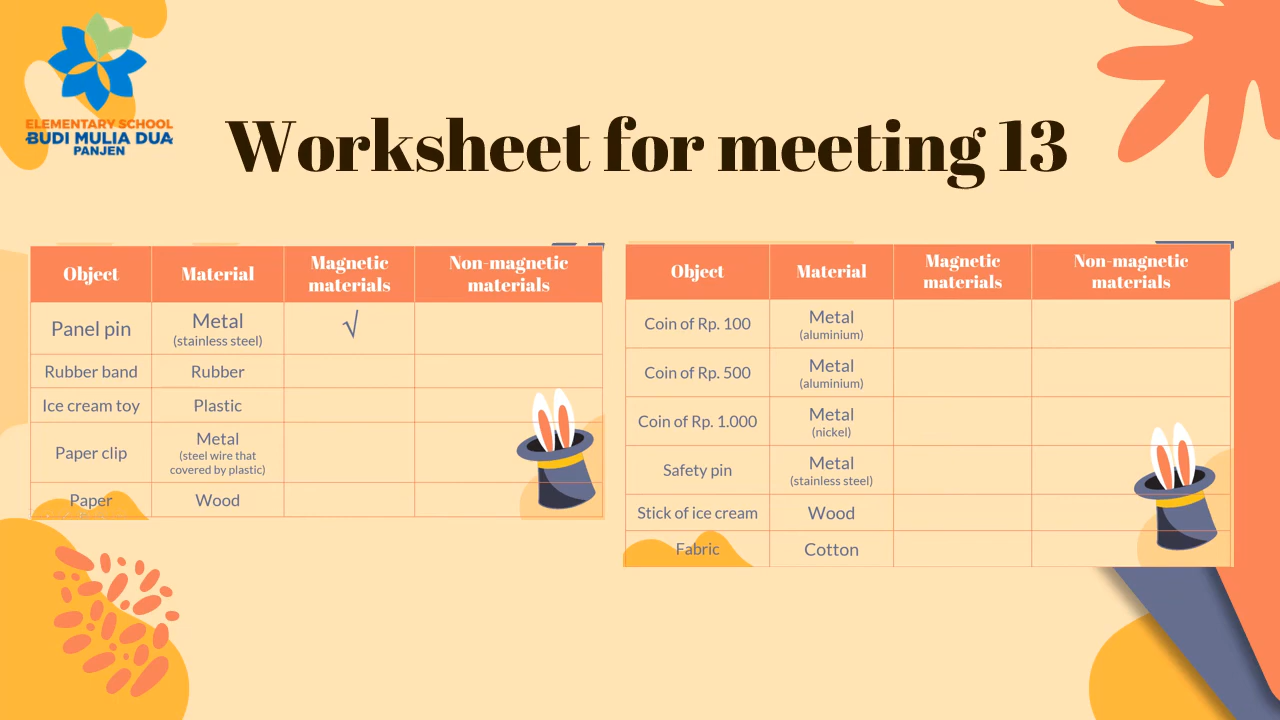 ELEMENTARY SCHOOL
BUDI MULIA DUA
PANJEN
Worksheet for meeting 13
Object Material Magnetic materials Non-magnetic materials
Panel pin Metal (stainless steel) √
Rubber band Rubber
Ice cream toy Plastic
Paper clip Metal (steel wire that covered by plastic)
Paper Wood
Object Material Magnetic materials Non-magnetic materials
Coin of Rp. 100 Metal (aluminium)
Coin of Rp. 500 Metal (aluminium)
Coin of Rp. 1.000 Metal (nickel)
Safety pin Metal (stainless steel)
Stick of ice cream Wood
Fabric Cotton